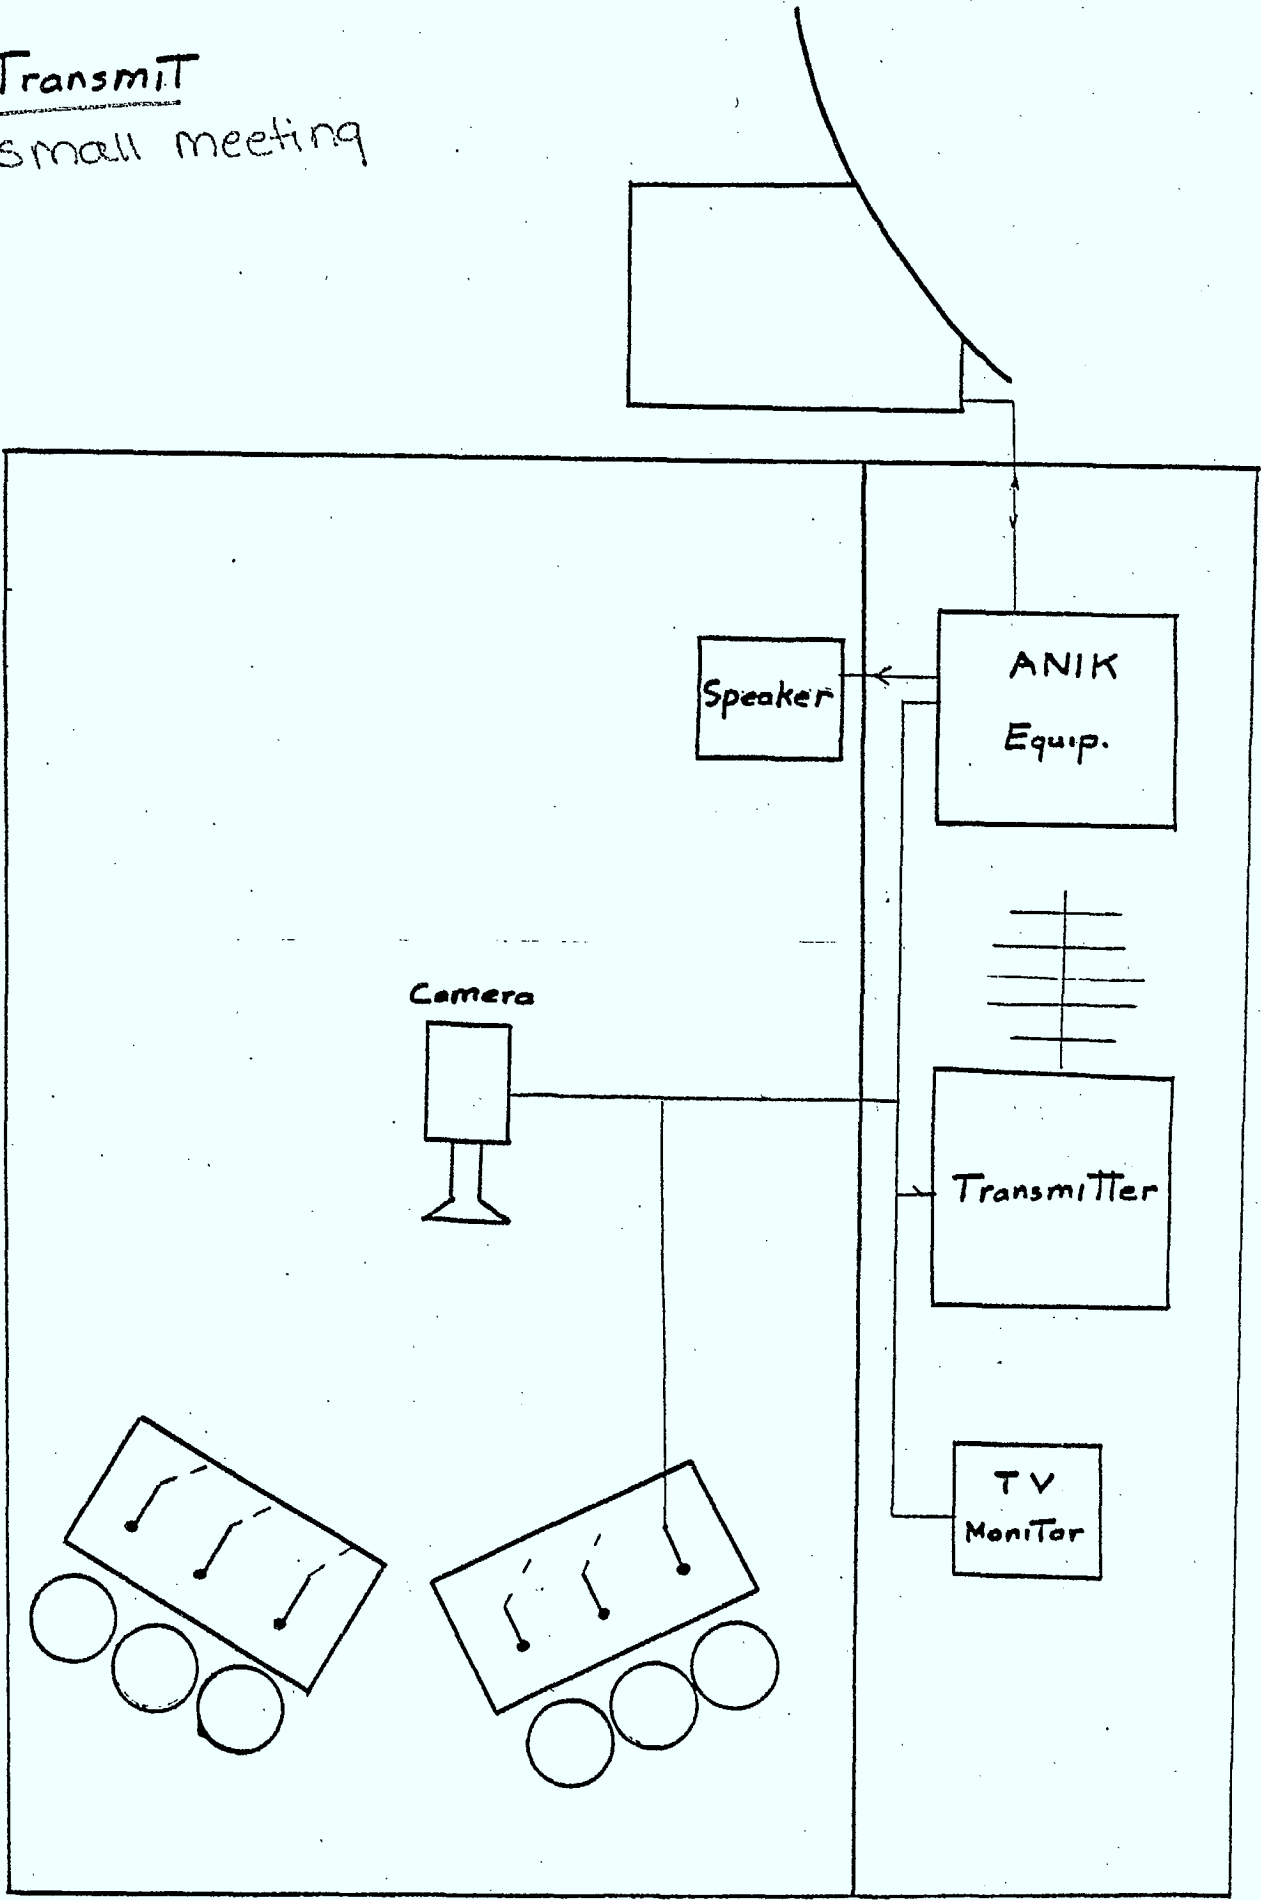 Transmit
small meeting
ANIK
Equip.
Speaker
Camera
Transmitter
TV
Monitor